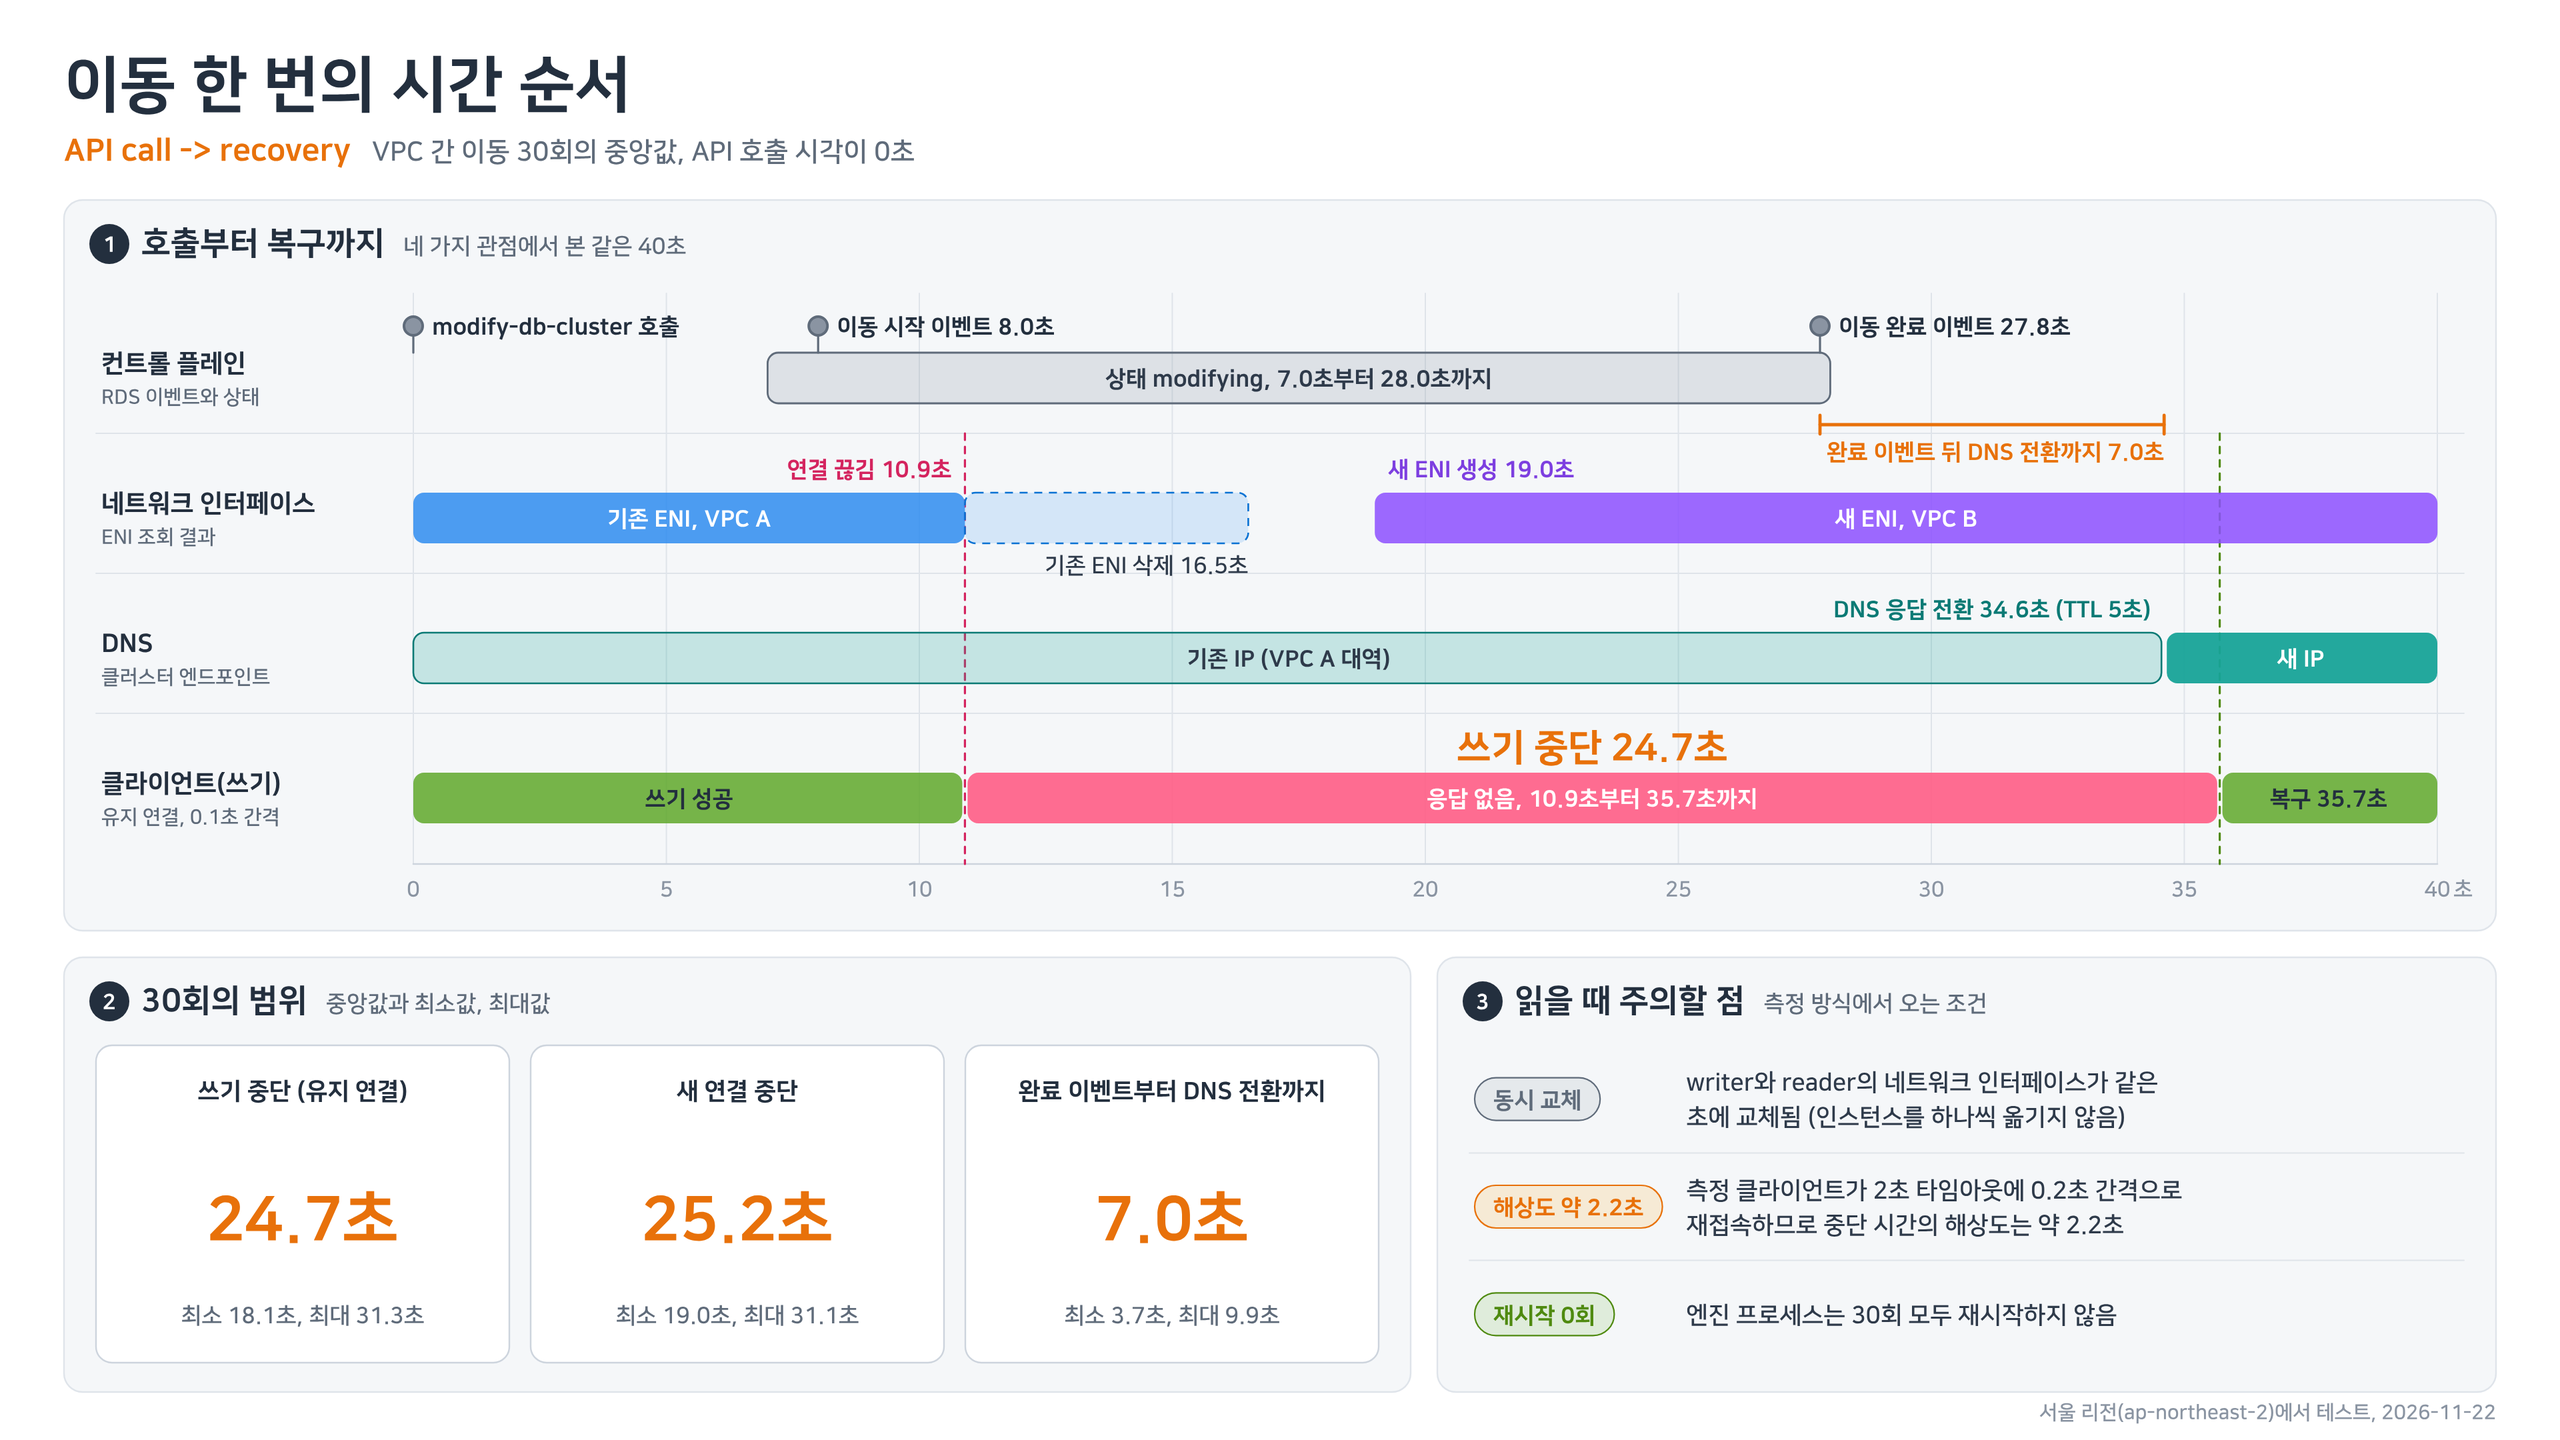 이동 한 번의 시간 순서
API call -> recovery VPC 간 이동 30회의 중앙값, API 호출 시각이 0초
1 호출부터 복구까지 네 가지 관점에서 본 같은 40초
modify-db-cluster 호출
이동 시작 이벤트 8.0초
이동 완료 이벤트 27.8초
컨트롤 플레인
RDS 이벤트와 상태
상태 modifying, 7.0초부터 28.0초까지
완료 이벤트 뒤 DNS 전환까지 7.0초
연결 끊김 10.9초
새 ENI 생성 19.0초
네트워크 인터페이스
ENI 조회 결과
기존 ENI, VPC A
새 ENI, VPC B
기존 ENI 삭제 16.5초
DNS 응답 전환 34.6초 (TTL 5초)
DNS
클러스터 엔드포인트
기존 IP (VPC A 대역)
새 IP
쓰기 중단 24.7초
클라이언트(쓰기)
유지 연결, 0.1초 간격
쓰기 성공
응답 없음, 10.9초부터 35.7초까지
복구 35.7초
0 5 10 15 20 25 30 35 40초
2 30회의 범위 중앙값과 최소값, 최대값
쓰기 중단 (유지 연결)
24.7초
최소 18.1초, 최대 31.3초
새 연결 중단
25.2초
최소 19.0초, 최대 31.1초
완료 이벤트부터 DNS 전환까지
7.0초
최소 3.7초, 최대 9.9초
3 읽을 때 주의할 점 측정 방식에서 오는 조건
동시 교체
writer와 reader의 네트워크 인터페이스가 같은
초에 교체됨 (인스턴스를 하나씩 옮기지 않음)
해상도 약 2.2초
측정 클라이언트가 2초 타임아웃에 0.2초 간격으로
재접속하므로 중단 시간의 해상도는 약 2.2초
재시작 0회
엔진 프로세스는 30회 모두 재시작하지 않음
서울 리전(ap-northeast-2)에서 테스트, 2026-11-22